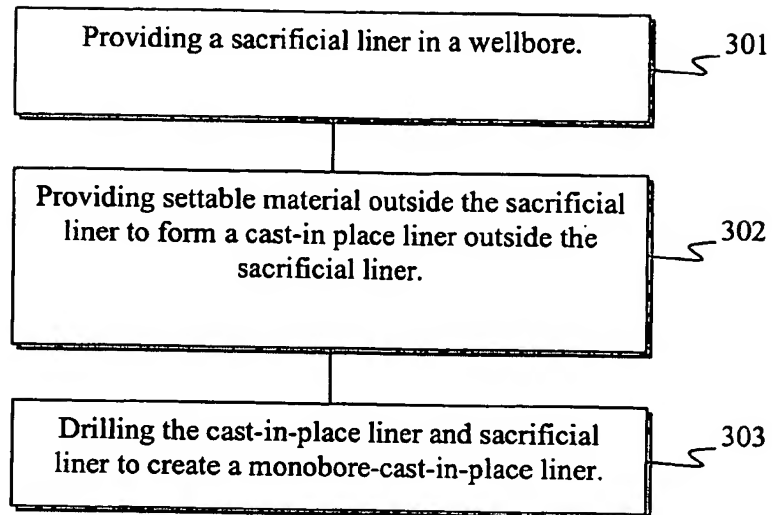 Providing a sacrificial liner in a wellbore.
301
Providing settable material outside the sacrificial
liner to form a cast-in place liner outside the
sacrificial liner.
302
Drilling the cast-in-place liner and sacrificial
liner to create a monobore-cast-in-place liner.
303